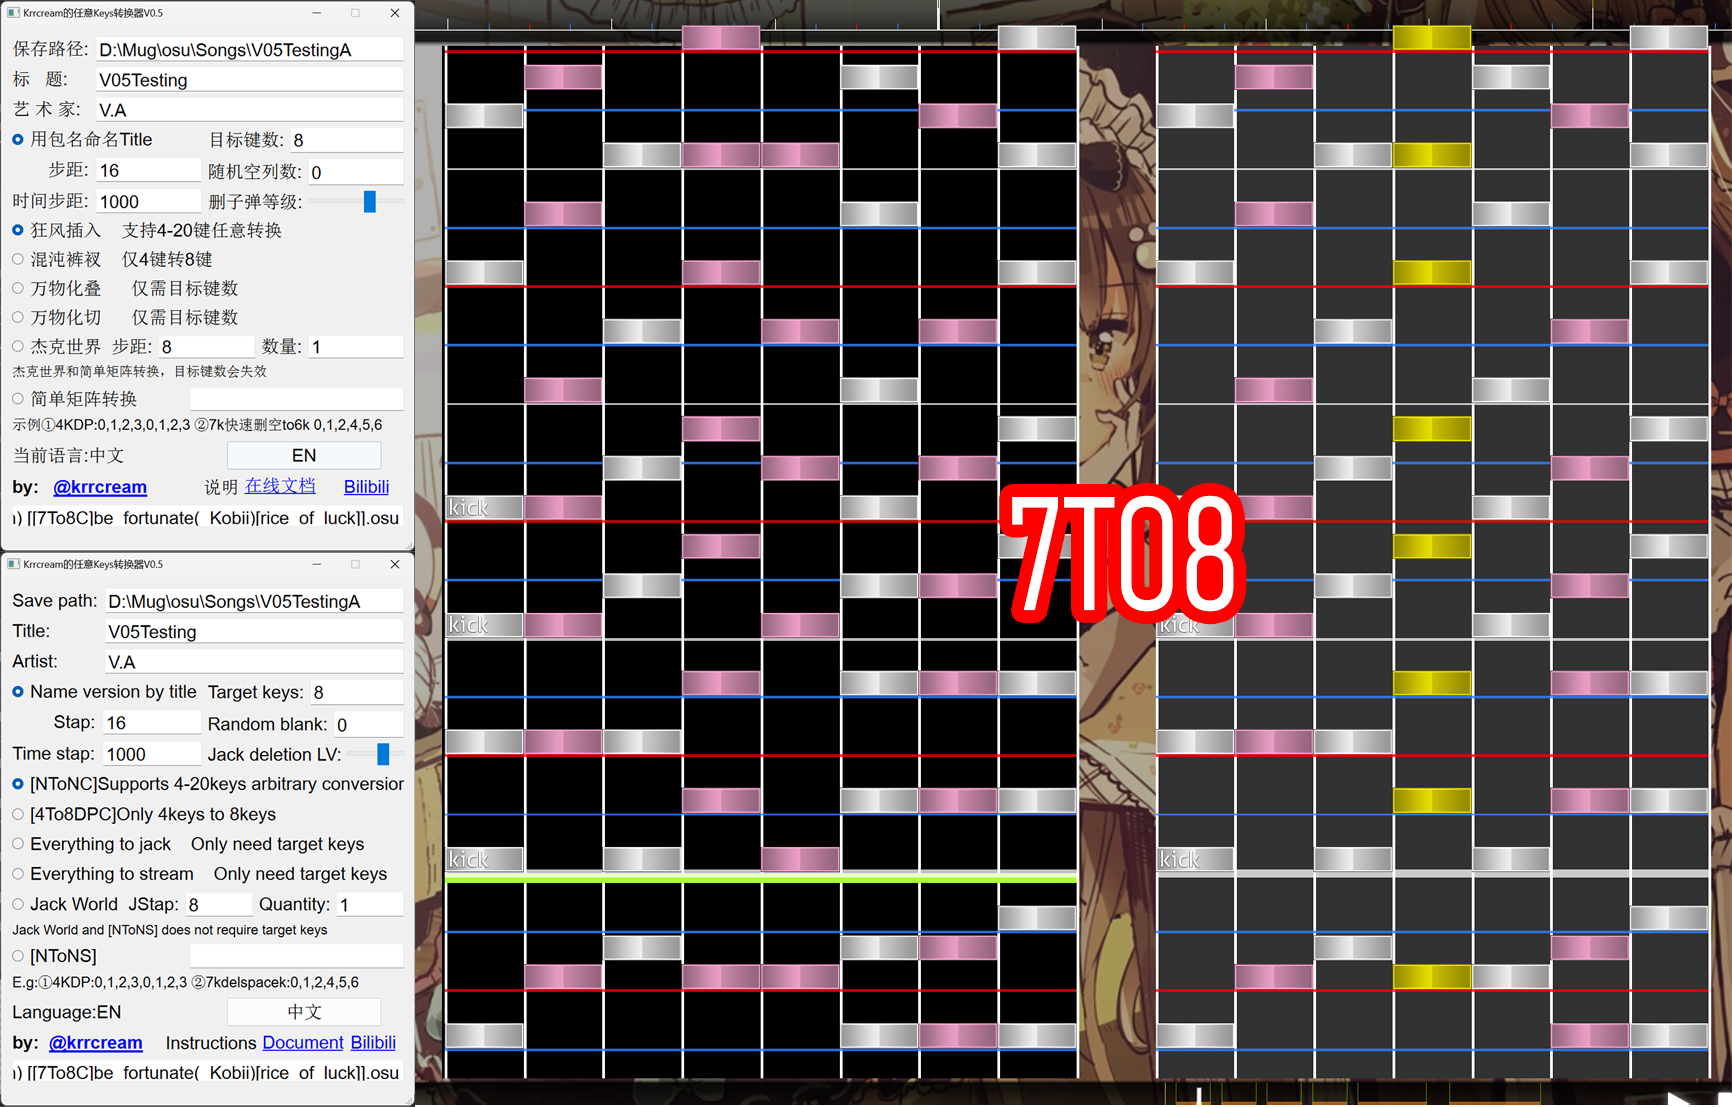 Krrcream的任意Keys转换器V0.5
保存路径: D:\Mug\osu\Songs\V05TestingA
标 题: V05Testing
艺 术 家: V.A
用包名命名Title 目标键数: 8
步距: 16 随机空列数: 0
时间步距: 1000 删子弹等级:
狂风插入 支持4-20键任意转换
混沌裤衩 仅4键转8键
万物化叠 仅需目标键数
万物化切 仅需目标键数
杰克世界 步距: 8 数量: 1
杰克世界和简单矩阵转换，目标键数会失效
简单矩阵转换
示例①4KDP:0,1,2,3,0,1,2,3 ②7k快速删空to6k 0,1,2,4,5,6
当前语言:中文 EN
by: @krrcream 说明 在线文档 Bilibili
) [[7To8C]be fortunate( Kobii)[rice of luck]].osu
Krrcream的任意Keys转换器V0.5
Save path: D:\Mug\osu\Songs\V05TestingA
Title: V05Testing
Artist: V.A
Name version by title Target keys: 8
Stap: 16 Random blank: 0
Time stap: 1000 Jack deletion LV:
[NToNC]Supports 4-20keys arbitrary conversion
[4To8DPC]Only 4keys to 8keys
Everything to jack Only need target keys
Everything to stream Only need target keys
Jack World JStap: 8 Quantity: 1
Jack World and [NToNS] does not require target keys
[NToNS]
E.g:①4KDP:0,1,2,3,0,1,2,3 ②7kdelspacek:0,1,2,4,5,6
Language:EN 中文
by: @krrcream Instructions Document Bilibili
) [[7To8C]be fortunate( Kobii)[rice of luck]].osu
kick
kick
kick
7TO8
kick
kick